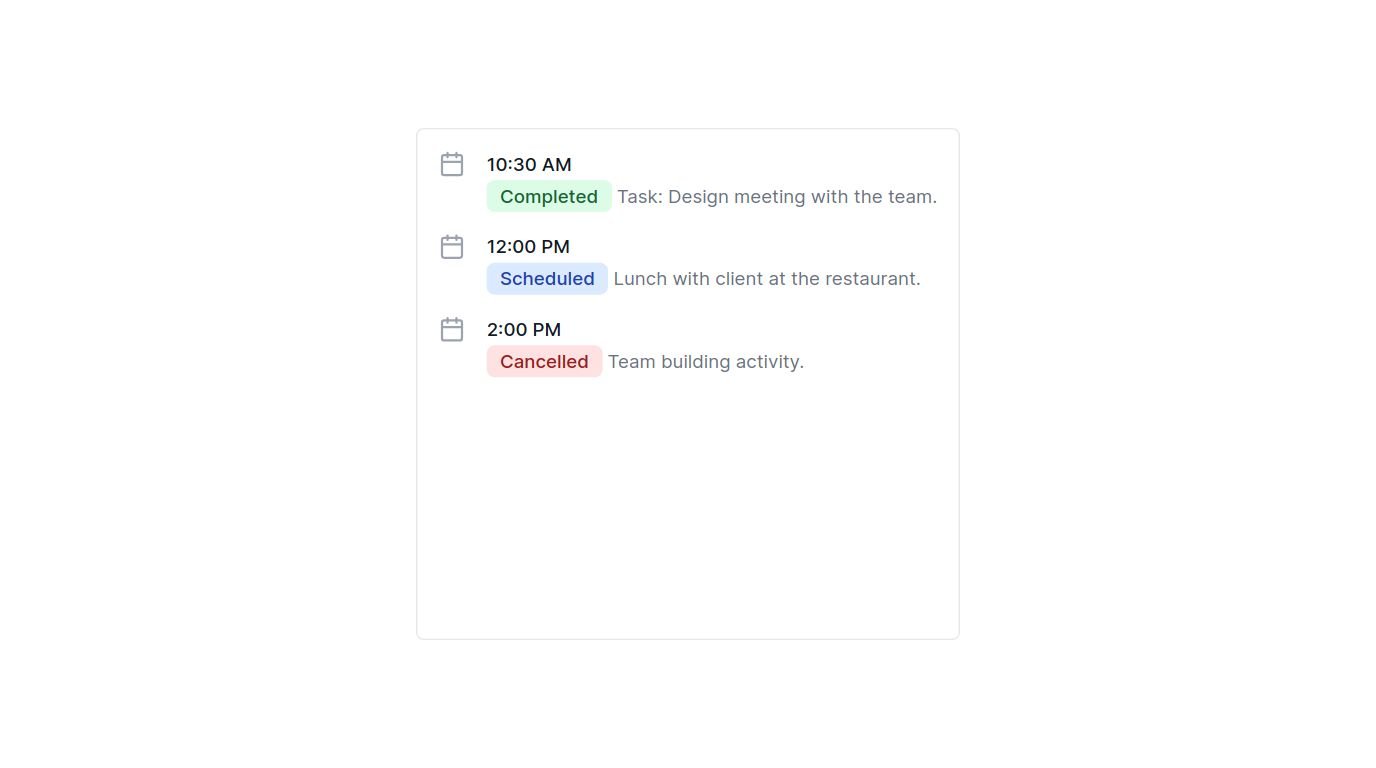 10:30 AM
Completed Task: Design meeting with the team.
12:00 PM
Scheduled Lunch with client at the restaurant.
2:00 PM
Cancelled Team building activity.